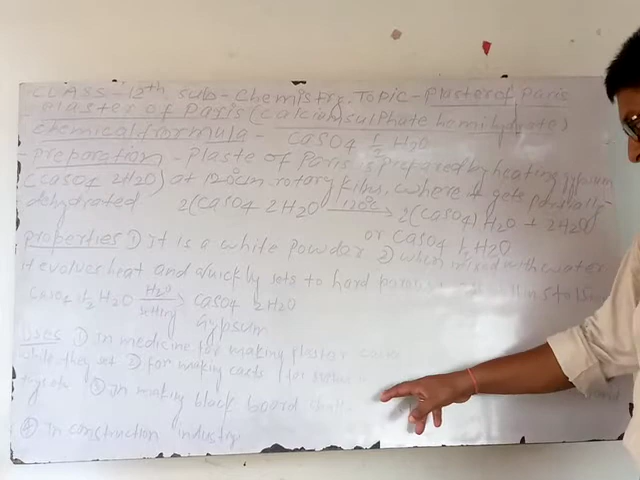 CLASS - 12th sub - chemistry. Topic - Plaster of Paris
Plaster of Paris (calcium sulphate hemihydrate)
chemical formula - CaSO4 1/2 H2O
- preparation - Plaste of Paris is prepared by heating gypsum
(CaSO4 2H2O) at 120°C in rotary kilns, where it gets partially
dehydrated 2(CaSO4 2H2O 120°C → 2(CaSO4) H2O + 2H2O
or CaSO4 1/2 H2O
Properties ① It is a white powder ② when mixed with water
it evolves heat and quickly sets to hard porous
CaSO4 1/2 H2O H2O → CaSO4 2H2O
Gypsum
Uses ① In medicine for making plaster
while they set ② for making casts for
③ In making black board chalk
④ In construction industry